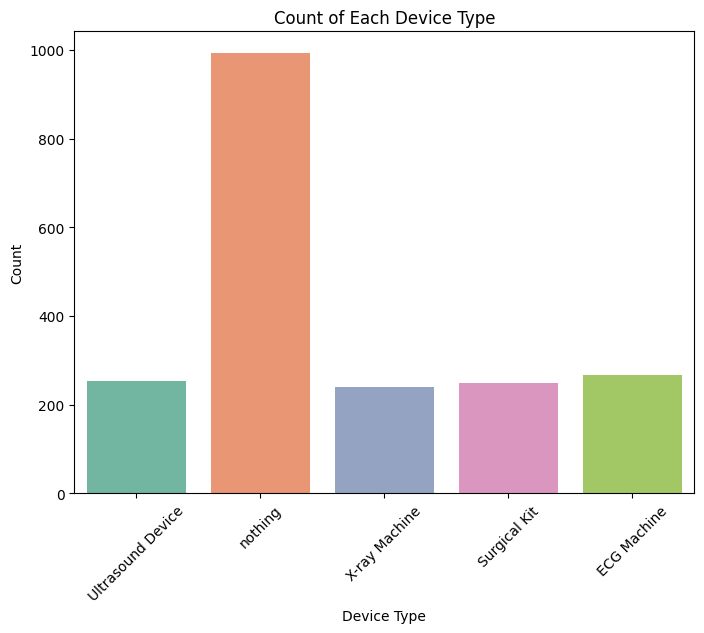 Count of Each Device Type
1000
800
600
400
200
0
Count
Ultrasound Device
nothing
X-ray Machine
Surgical Kit
ECG Machine
Device Type